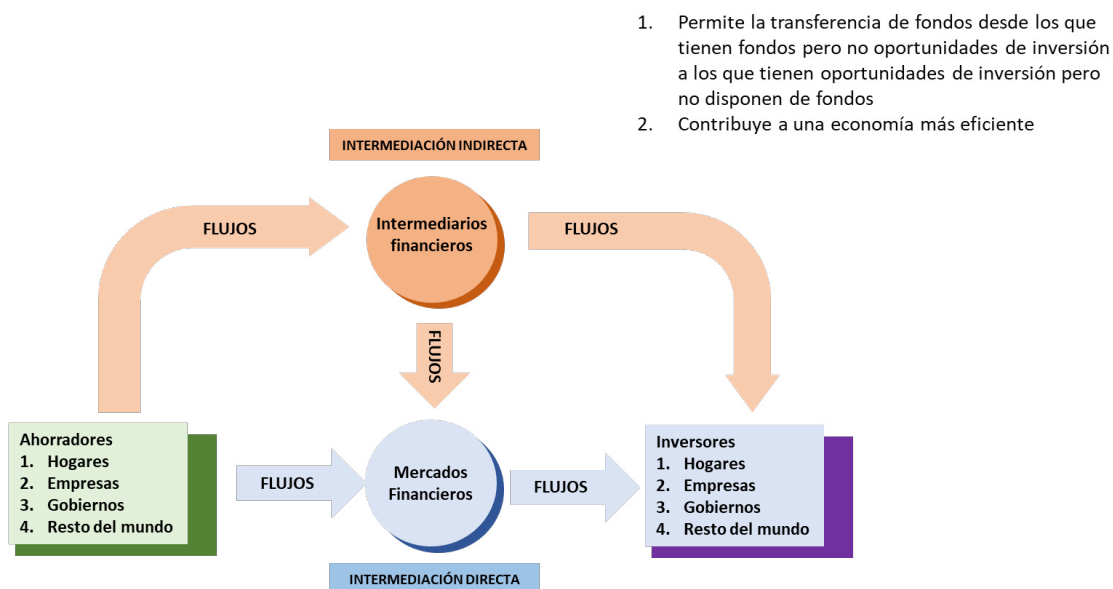 1. Permite la transferencia de fondos desde los que
tienen fondos pero no oportunidades de inversión
a los que tienen oportunidades de inversión pero
no disponen de fondos
2. Contribuye a una economía más eficiente
INTERMEDIACIÓN INDIRECTA
FLUJOS
Intermediarios
financieros
FLUJOS
FLUJOS
Ahorradores
1. Hogares
2. Empresas
3. Gobiernos
4. Resto del mundo
FLUJOS
Mercados
Financieros
FLUJOS
Inversores
1. Hogares
2. Empresas
3. Gobiernos
4. Resto del mundo
INTERMEDIACIÓN DIRECTA